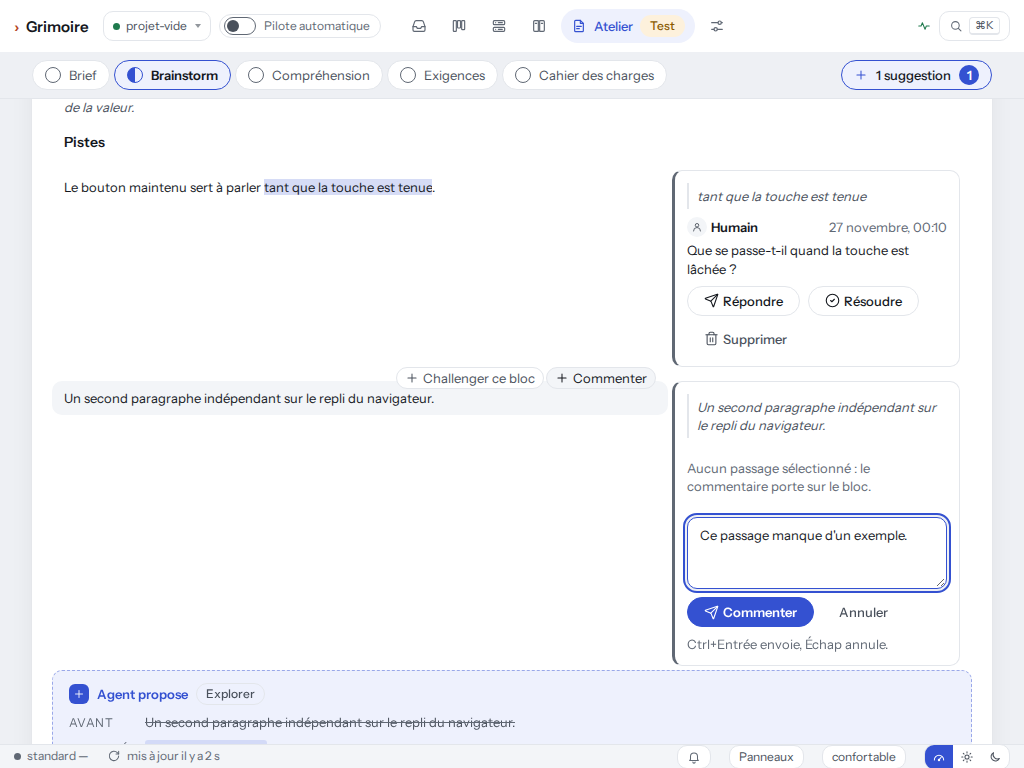 › Grimoire projet-vide Pilote automatique Atelier Test ⌘K
Brief Brainstorm Compréhension Exigences Cahier des charges + 1 suggestion 1
de la valeur.
Pistes
Le bouton maintenu sert à parler tant que la touche est tenue.
tant que la touche est tenue
Humain 27 novembre, 00:10
Que se passe-t-il quand la touche est
lâchée ?
Répondre Résoudre
Supprimer
+ Challenger ce bloc + Commenter
Un second paragraphe indépendant sur le repli du navigateur.
Un second paragraphe indépendant sur
le repli du navigateur.
Aucun passage sélectionné : le
commentaire porte sur le bloc.
Ce passage manque d'un exemple.
Commenter Annuler
Ctrl+Entrée envoie, Échap annule.
+ Agent propose Explorer
AVANT Un second paragraphe indépendant sur le repli du navigateur.
standard — mis à jour il y a 2 s Panneaux confortable